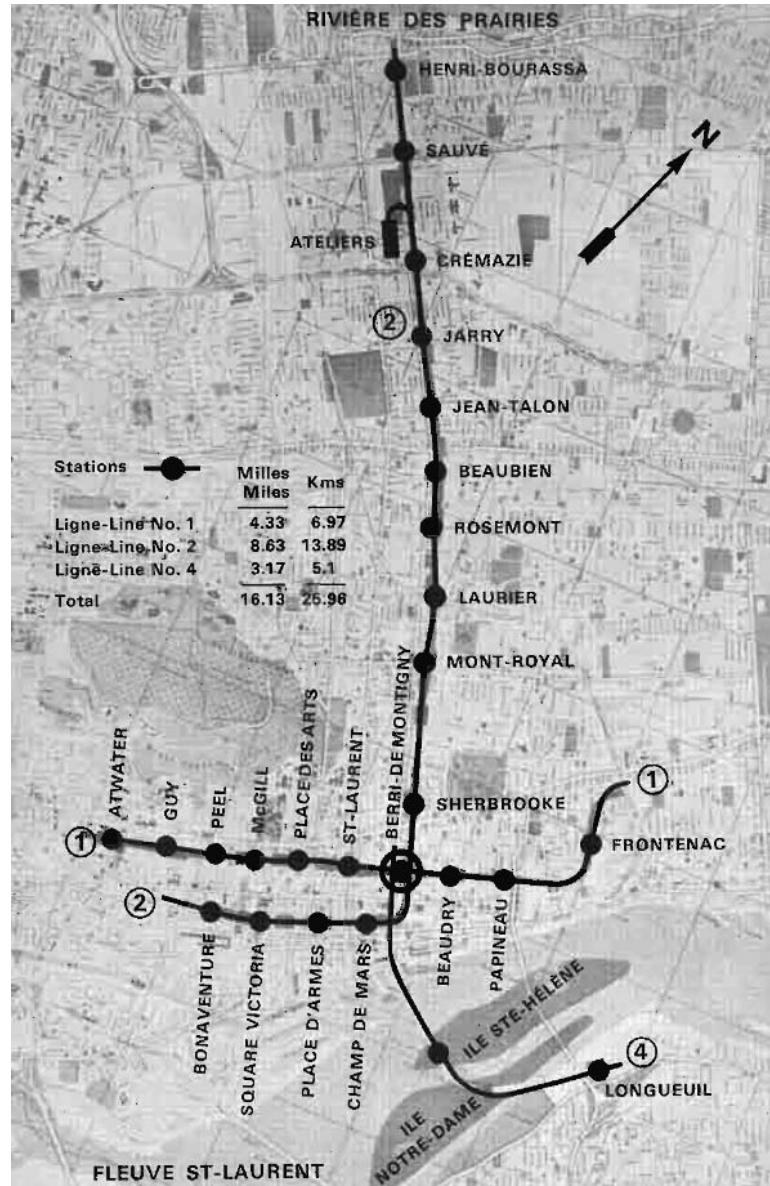 RIVIÈRE DES PRAIRIES
HENRI-BOURASSA
SAUVÉ
N
ATELIERS
CRÉMAZIE
2
JARRY
JEAN-TALON
Stations
Milles
Miles
Kms
Ligne-Line No. 1 4.33 6.97
Ligne-Line No. 2 8.63 13.89
Ligne-Line No. 4 3.17 5.1
Total 16.13 25.96
BEAUBIEN
ROSEMONT
LAURIER
MONT-ROYAL
ATWATER
GUY
PEEL
McGILL
PLACE DES ARTS
ST-LAURENT
BERRI-DE MONTIGNY
SHERBROOKE
1
FRONTENAC
1
2
BONAVENTURE
SQUARE VICTORIA
PLACE D'ARMES
CHAMP DE MARS
BEAUDRY
PAPINEAU
ILE STE-HÉLÈNE
4
LONGUEUIL
ILE
NOTRE-DAME
FLEUVE ST-LAURENT